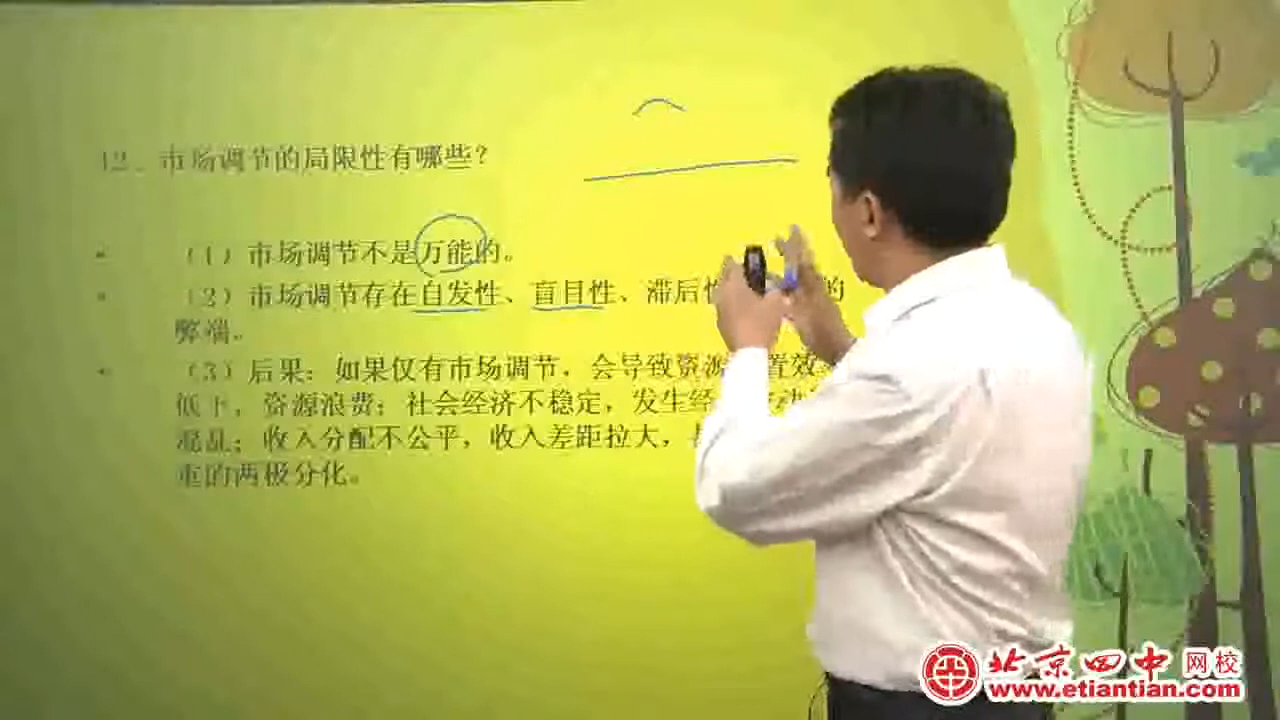 12、市场调节的局限性有哪些？
（1）市场调节不是万能的。
（2）市场调节存在自发性、盲目性、滞后性 的
弊端。
（3）后果：如果仅有市场调节，会导致资源 置效
低下，资源浪费；社会经济不稳定，发生经 动
混乱；收入分配不公平，收入差距拉大，
重的两极分化。
北京四中网校
www.etiantian.com